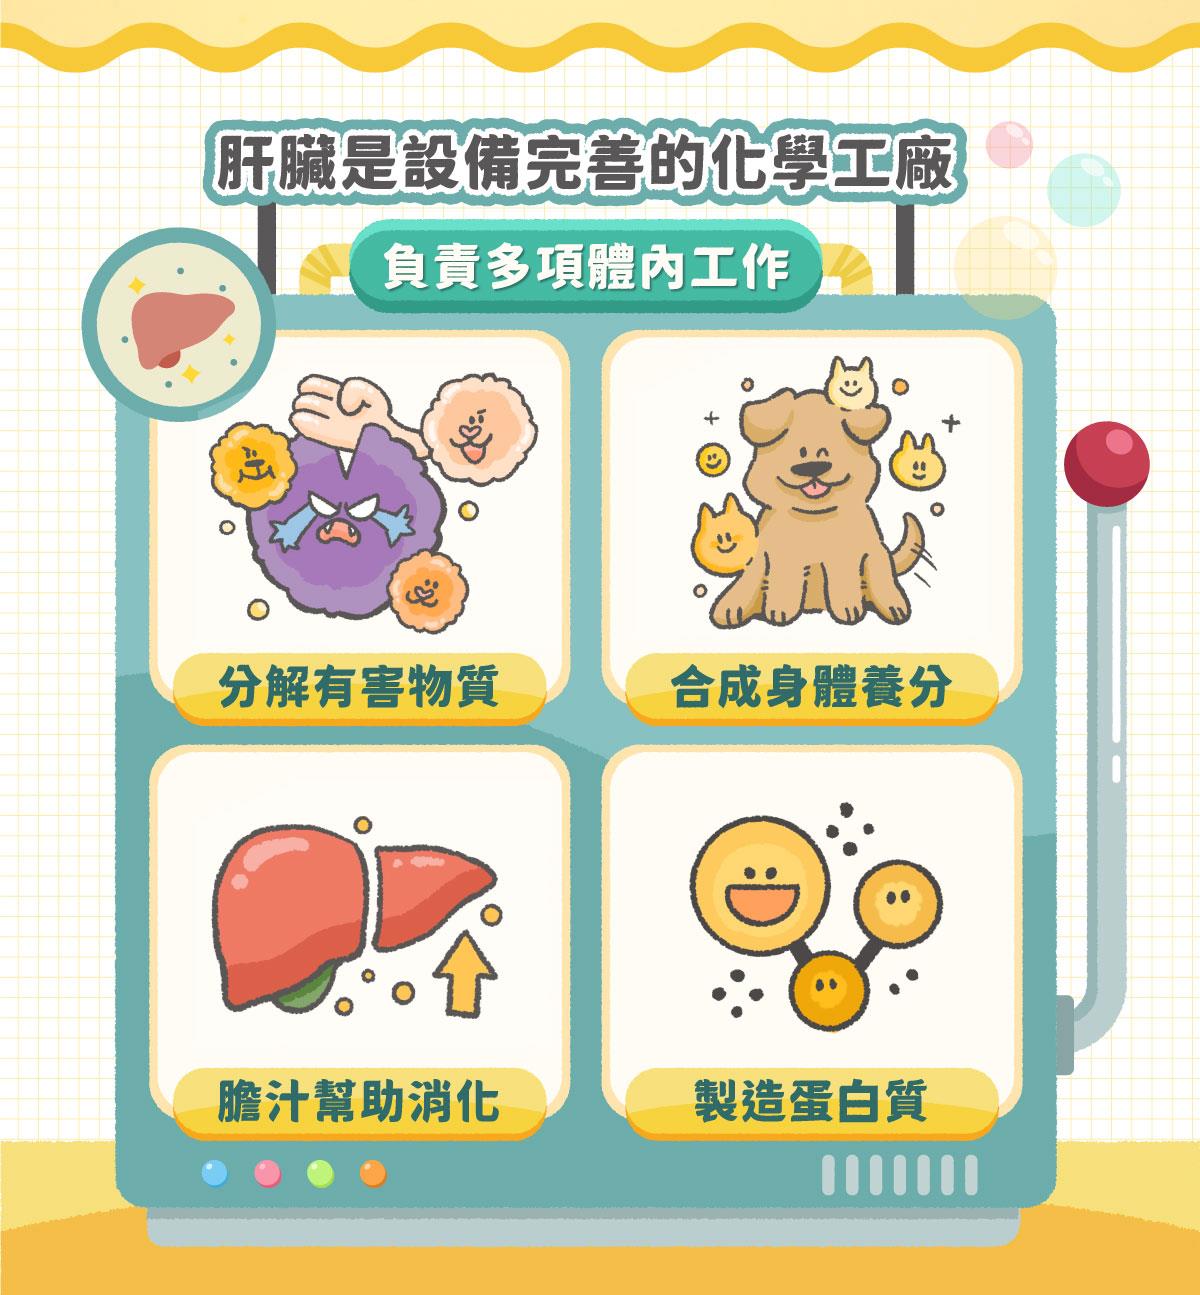 肝臟是設備完善的化學工廠
負責多項體內工作
分解有害物質
合成身體養分
膽汁幫助消化
製造蛋白質